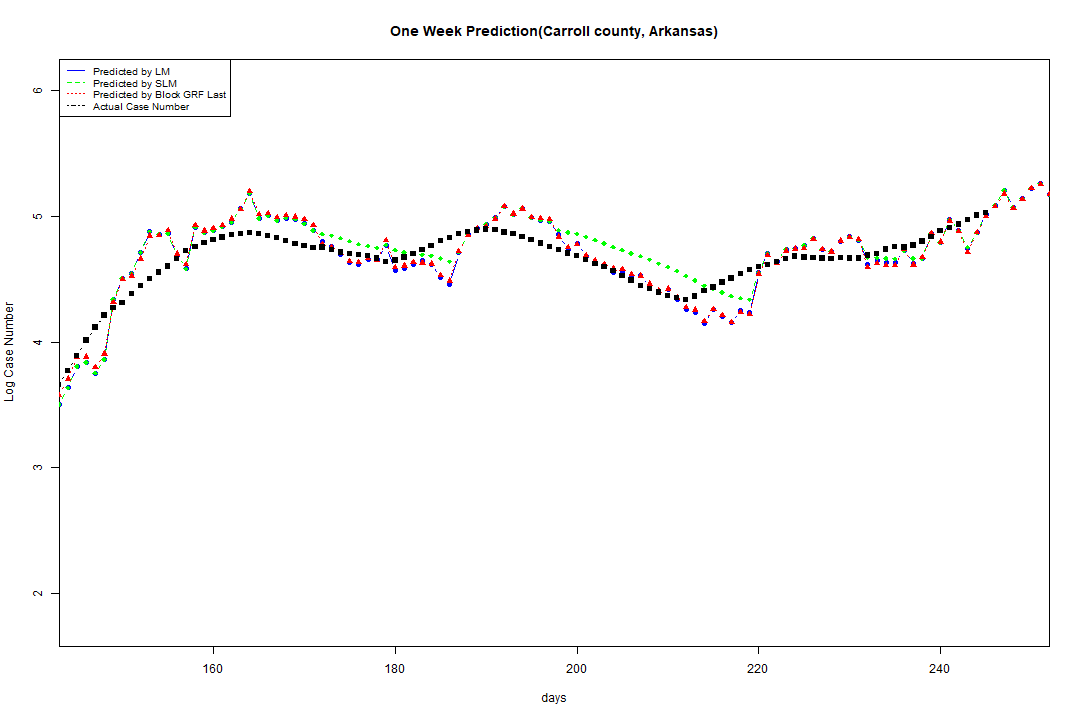 One Week Prediction(Carroll county, Arkansas)
Predicted by LM
Predicted by SLM
Predicted by Block GRF Last
Actual Case Number
6
5
4
3
2
Log Case Number
160 180 200 220 240
days